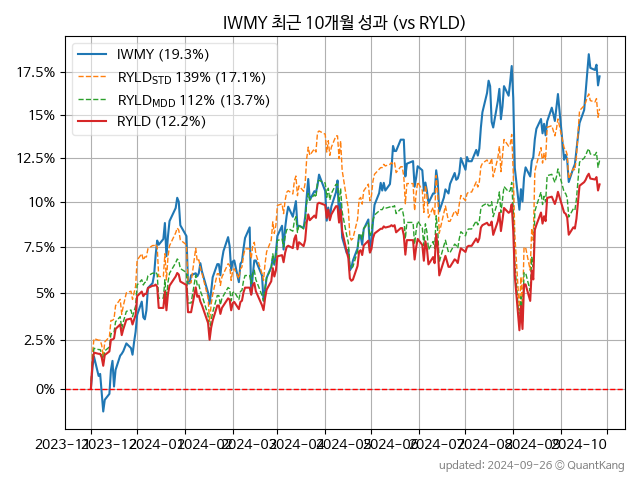 IWMY 최근 10개월 성과 (vs RYLD)
IWMY (19.3%)
RYLD_STD 139% (17.1%)
RYLD_MDD 112% (13.7%)
RYLD (12.2%)
17.5%
15%
12.5%
10%
7.5%
5%
2.5%
0%
2023-11 2023-12 2024-01 2024-02 2024-03 2024-04 2024-05 2024-06 2024-07 2024-08 2024-09 2024-10
updated: 2024-09-26 © QuantKang